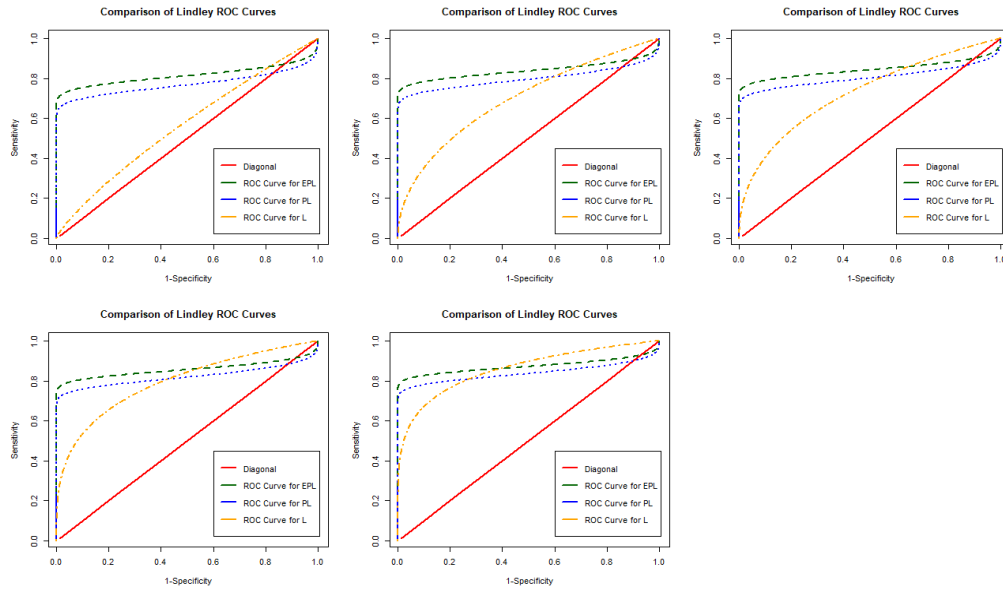 Comparison of Lindley ROC Curves
Sensitivity
0.0 0.2 0.4 0.6 0.8 1.0
Diagonal
ROC Curve for EPL
ROC Curve for PL
ROC Curve for L
0.0 0.2 0.4 0.6 0.8 1.0
1-Specificity
Comparison of Lindley ROC Curves
Sensitivity
0.0 0.2 0.4 0.6 0.8 1.0
Diagonal
ROC Curve for EPL
ROC Curve for PL
ROC Curve for L
0.0 0.2 0.4 0.6 0.8 1.0
1-Specificity
Comparison of Lindley ROC Curves
Sensitivity
0.0 0.2 0.4 0.6 0.8 1.0
Diagonal
ROC Curve for EPL
ROC Curve for PL
ROC Curve for L
0.0 0.2 0.4 0.6 0.8 1.0
1-Specificity
Comparison of Lindley ROC Curves
Sensitivity
0.0 0.2 0.4 0.6 0.8 1.0
Diagonal
ROC Curve for EPL
ROC Curve for PL
ROC Curve for L
0.0 0.2 0.4 0.6 0.8 1.0
1-Specificity
Comparison of Lindley ROC Curves
Sensitivity
0.0 0.2 0.4 0.6 0.8 1.0
Diagonal
ROC Curve for EPL
ROC Curve for PL
ROC Curve for L
0.0 0.2 0.4 0.6 0.8 1.0
1-Specificity